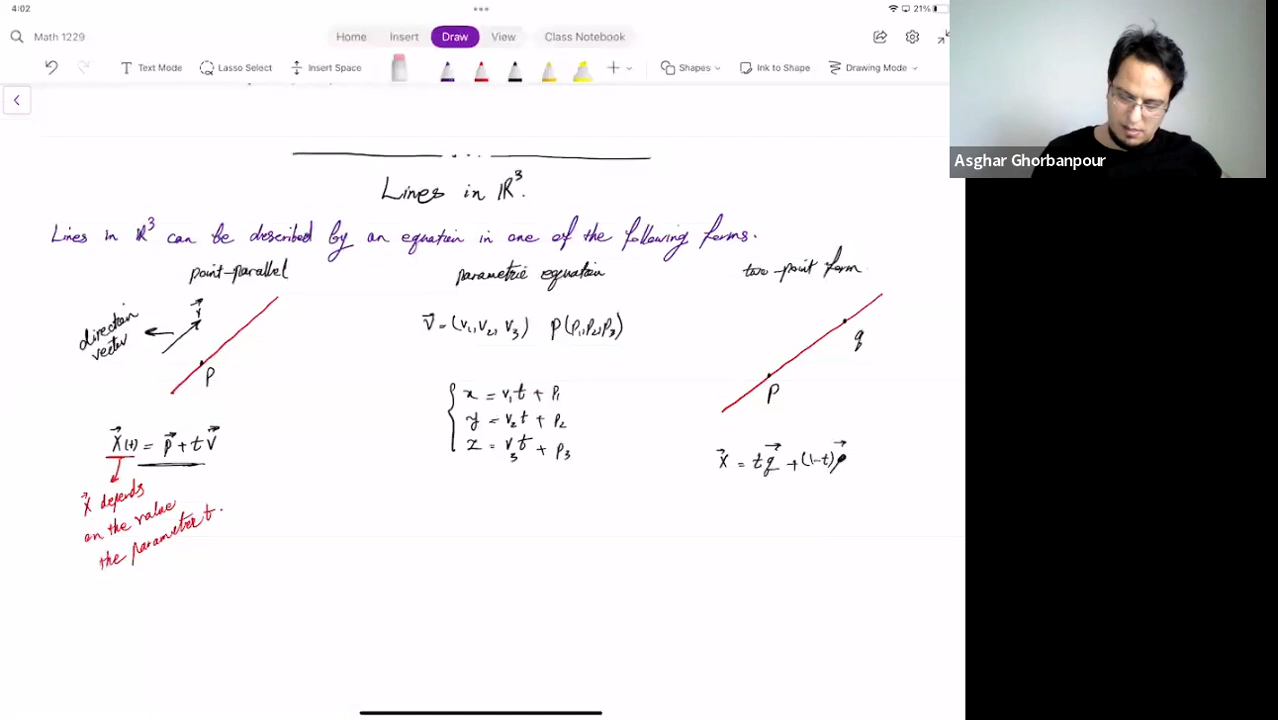 4:02
21%
Math 1229
Home Insert Draw View Class Notebook
Text Mode Lasso Select Insert Space Shapes Ink to Shape Drawing Mode
Asghar Ghorbanpour
Lines in ℝ³.
Lines in ℝ³ can be described by an equation in one of the following forms.
point-parallel
parametric equation
two-point form
direction
vector
v⃗
P
v⃗ = (v₁, v₂, v₃) P(P₁, P₂, P₃)
q
P
x = v₁t + P₁
y = v₂t + P₂
z = v₃t + P₃
x⃗(t) = p⃗ + t v⃗
x⃗ = t q⃗ + (1-t) p⃗
x⃗ depends
on the value
the parameter t.